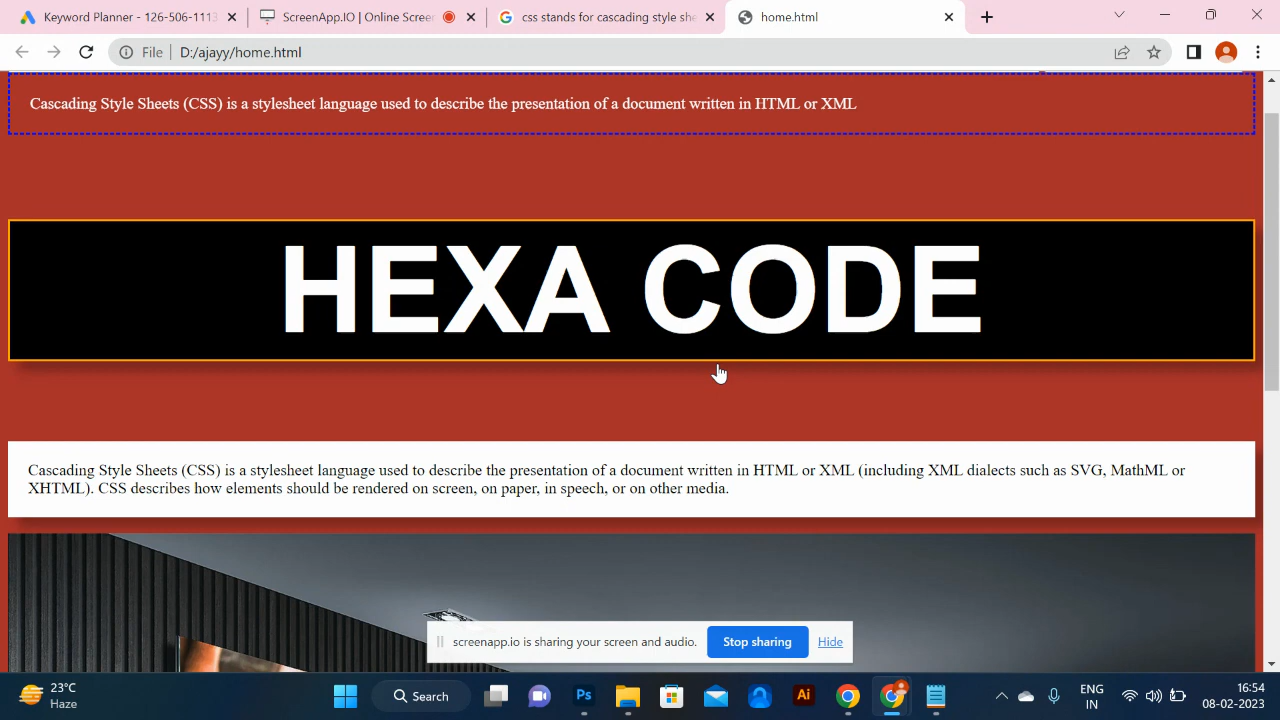 Keyword Planner - 126-506-1113
ScreenApp.IO | Online Screen
css stands for cascading style she
home.html
File
D:/ajayy/home.html
Cascading Style Sheets (CSS) is a stylesheet language used to describe the presentation of a document written in HTML or XML
HEXA CODE
Cascading Style Sheets (CSS) is a stylesheet language used to describe the presentation of a document written in HTML or XML (including XML dialects such as SVG, MathML or
XHTML). CSS describes how elements should be rendered on screen, on paper, in speech, or on other media.
screenapp.io is sharing your screen and audio.
Stop sharing
Hide
23°C
Haze
Search
Ps
Ai
ENG
IN
16:54
08-02-2023